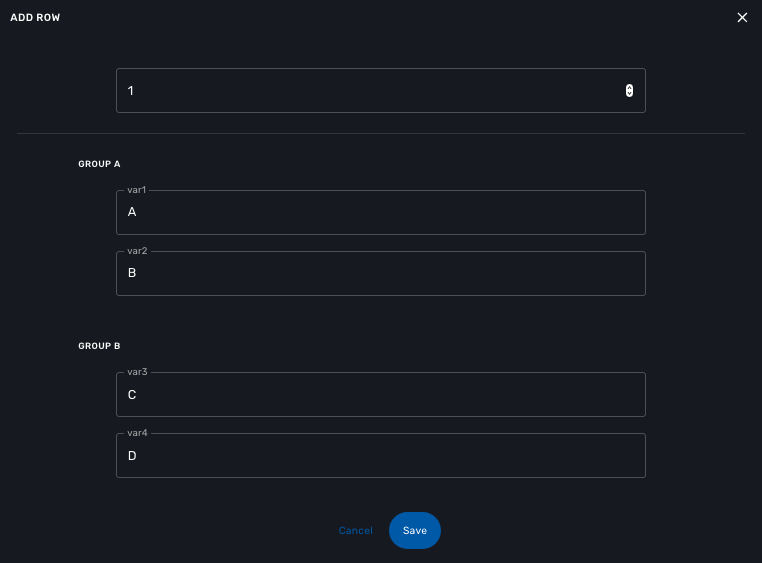 ADD ROW
1
GROUP A
var1
A
var2
B
GROUP B
var3
C
var4
D
Cancel Save